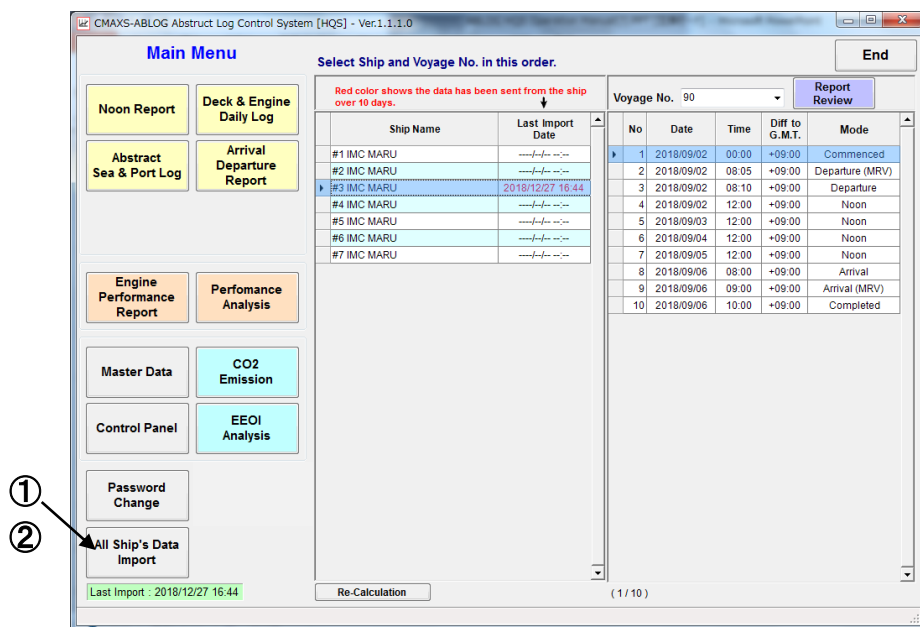 CMAXS-ABLOG Abstruct Log Control System [HQS] - Ver.1.1.1.0
Main Menu
Select Ship and Voyage No. in this order.
End
Noon Report
Deck & Engine
Daily Log
Abstract
Sea & Port Log
Arrival
Departure
Report
Engine
Performance
Report
Perfomance
Analysis
Master Data
CO2
Emission
Control Panel
EEOI
Analysis
Password
Change
①
②
All Ship's Data
Import
Last Import : 2018/12/27 16:44
Red color shows the data has been sent from the ship
over 10 days.
Ship Name Last Import
Date
#1 IMC MARU ----/--/-- --:--
#2 IMC MARU ----/--/-- --:--
#3 IMC MARU 2018/12/27 16:44
#4 IMC MARU ----/--/-- --:--
#5 IMC MARU ----/--/-- --:--
#6 IMC MARU ----/--/-- --:--
#7 IMC MARU ----/--/-- --:--
Re-Calculation
Voyage No. 90
Report
Review
No Date Time Diff to
G.M.T. Mode
1 2018/09/02 00:00 +09:00 Commenced
2 2018/09/02 08:05 +09:00 Departure (MRV)
3 2018/09/02 08:10 +09:00 Departure
4 2018/09/02 12:00 +09:00 Noon
5 2018/09/03 12:00 +09:00 Noon
6 2018/09/04 12:00 +09:00 Noon
7 2018/09/05 12:00 +09:00 Noon
8 2018/09/06 08:00 +09:00 Arrival
9 2018/09/06 09:00 +09:00 Arrival (MRV)
10 2018/09/06 10:00 +09:00 Completed
( 1 / 10 )